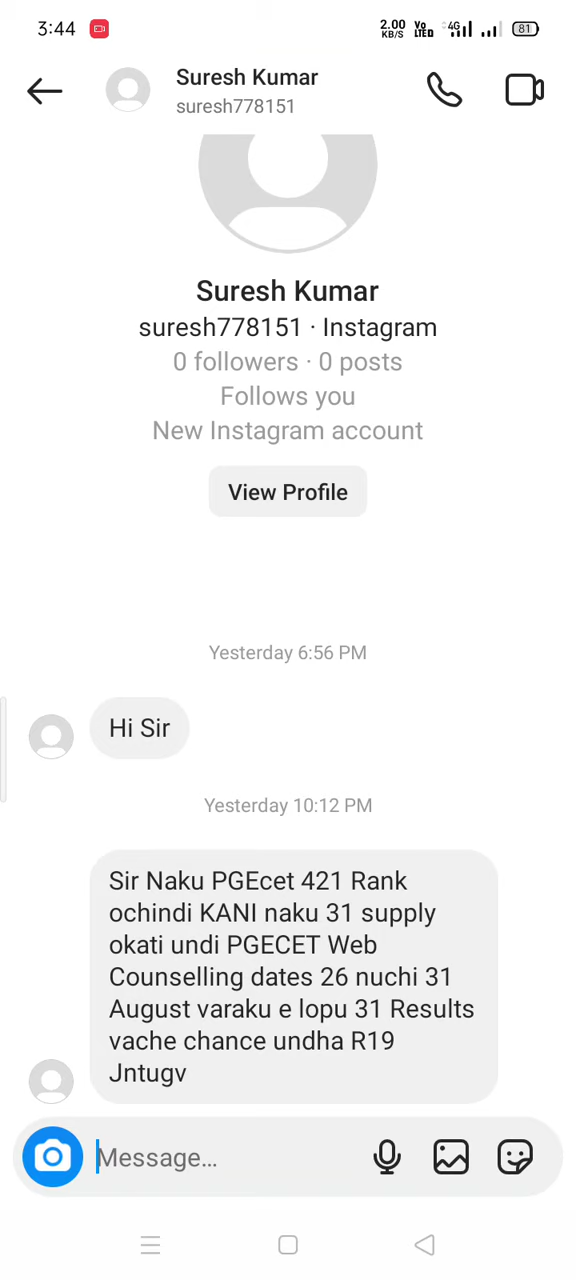 3:44
2.00 KB/S Vo LTED 4G 81
Suresh Kumar
suresh778151
Suresh Kumar
suresh778151 · Instagram
0 followers · 0 posts
Follows you
New Instagram account
View Profile
Yesterday 6:56 PM
Hi Sir
Yesterday 10:12 PM
Sir Naku PGEcet 421 Rank
ochindi KANI naku 31 supply
okati undi PGECET Web
Counselling dates 26 nuchi 31
August varaku e lopu 31 Results
vache chance undha R19
Jntugv
Message...